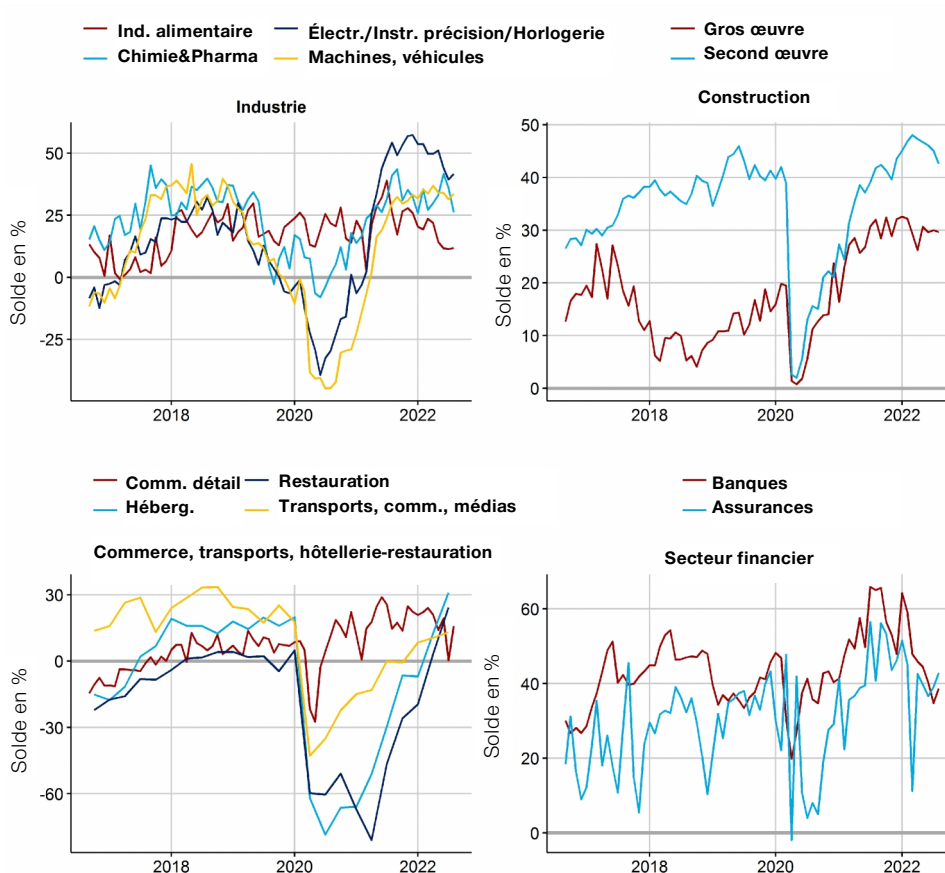 Ind. alimentaire
Électr./Instr. précision/Horlogerie
Chimie&Pharma
Machines, véhicules
Gros œuvre
Second œuvre
Industrie
Solde en %
50
25
0
-25
2018
2020
2022
Construction
Solde en %
50
40
30
20
10
0
2018
2020
2022
Comm. détail
Restauration
Héberg.
Transports, comm., médias
Banques
Assurances
Commerce, transports, hôtellerie-restauration
Solde en %
30
0
-30
-60
2018
2020
2022
Secteur financier
Solde en %
60
40
20
0
2018
2020
2022